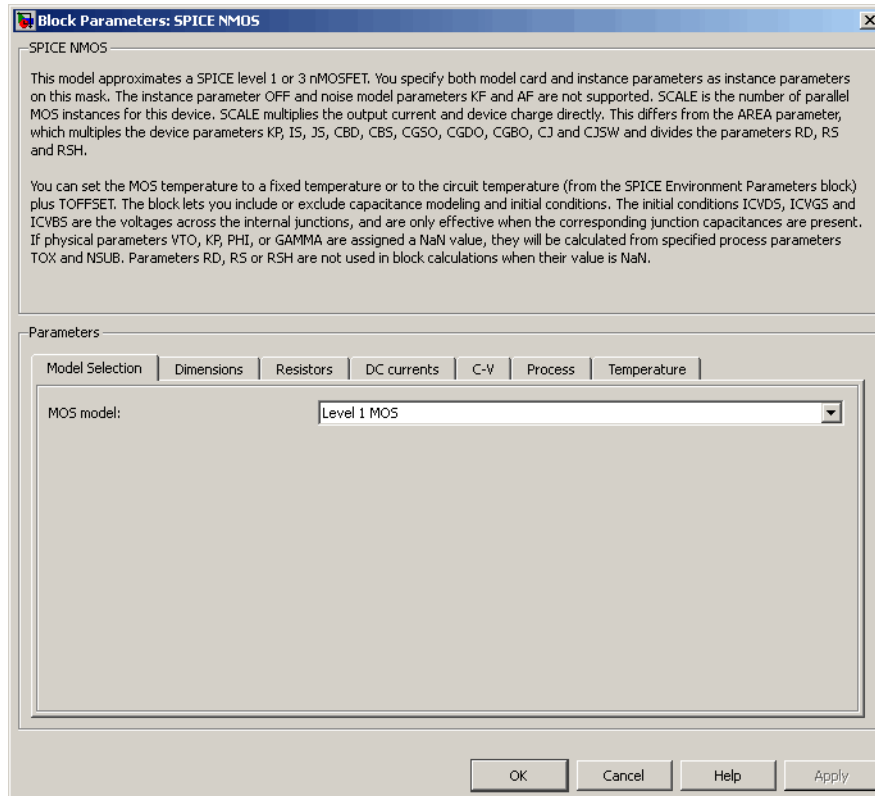 Block Parameters: SPICE NMOS
SPICE NMOS
This model approximates a SPICE level 1 or 3 nMOSFET. You specify both model card and instance parameters as instance parameters
on this mask. The instance parameter OFF and noise model parameters KF and AF are not supported. SCALE is the number of parallel
MOS instances for this device. SCALE multiplies the output current and device charge directly. This differs from the AREA parameter,
which multiples the device parameters KP, IS, JS, CBD, CBS, CGSO, CGDO, CGBO, CJ and CJSW and divides the parameters RD, RS
and RSH.
You can set the MOS temperature to a fixed temperature or to the circuit temperature (from the SPICE Environment Parameters block)
plus TOFFSET. The block lets you include or exclude capacitance modeling and initial conditions. The initial conditions ICVDS, ICVGS and
ICVBS are the voltages across the internal junctions, and are only effective when the corresponding junction capacitances are present.
If physical parameters VTO, KP, PHI, or GAMMA are assigned a NaN value, they will be calculated from specified process parameters
TOX and NSUB. Parameters RD, RS or RSH are not used in block calculations when their value is NaN.
Parameters
Model Selection Dimensions Resistors DC currents C-V Process Temperature
MOS model: Level 1 MOS
OK Cancel Help Apply